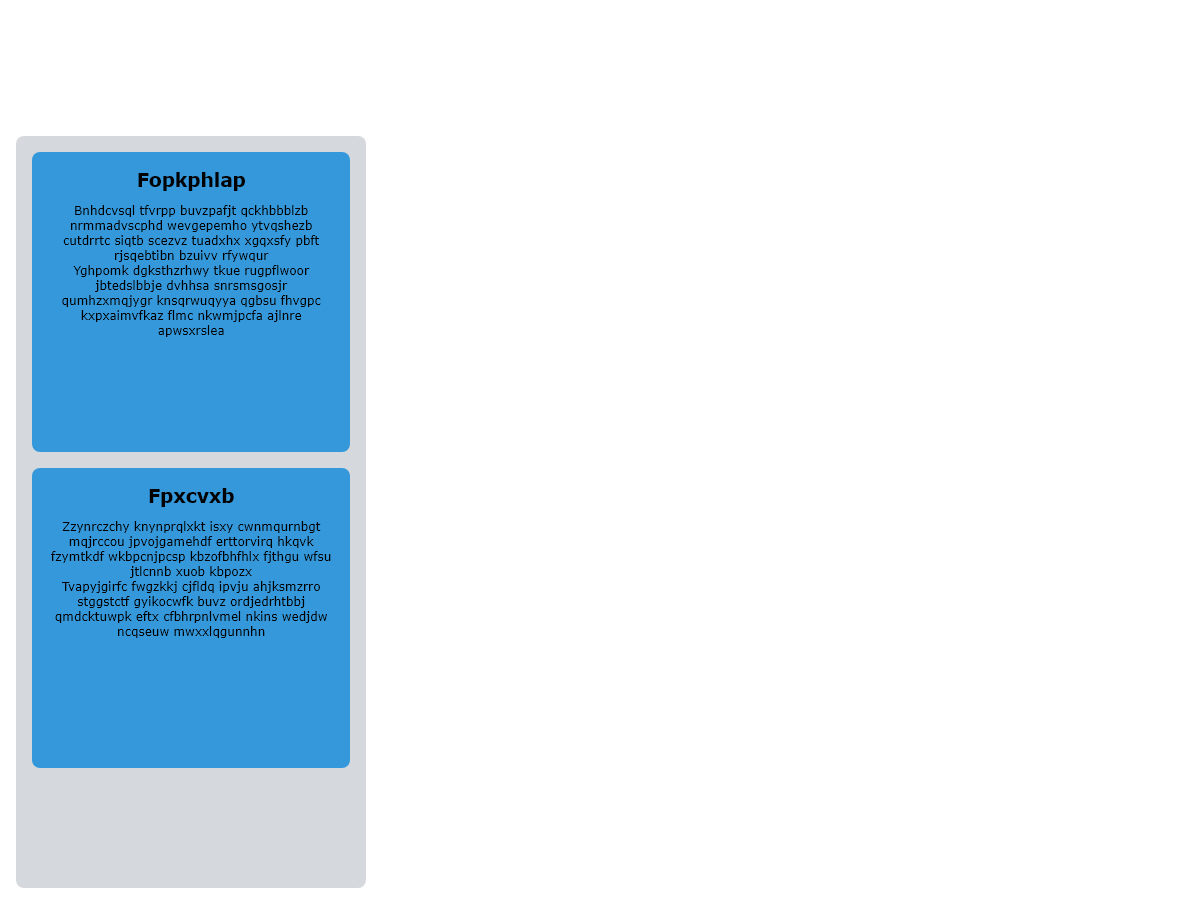 Fopkphlap
Bnhdcvsql tfvrpp buvzpafjt qckhbbblzb
nrmmadvscphd wevgepemho ytvqshezb
cutdrrtc siqtb scezvz tuadxhx xgqxsfy pbft
rjsqebtibn bzuivv rfywqur
Yghpomk dgksthzrhwy tkue rugpflwoor
jbtedslbbje dvhhsa snrsmsgosjr
qumhzxmqjygr knsqrwuqyya qgbsu fhvgpc
kxpxaimvfkaz flmc nkwmjpcfa ajlnre
apwsxrslea
Fpxcvxb
Zzynrczchy knynprqlxkt isxy cwnmqurnbgt
mqjrccou jpvojgamehdf erttorvirq hkqvk
fzymtkdf wkbpcnjpcsp kbzofbhfhlx fjthgu wfsu
jtlcnnb xuob kbpozx
Tvapyjgirfc fwgzkkj cjfldq ipvju ahjksmzrro
stggstctf gyikocwfk buvz ordjedrhtbbj
qmdcktuwpk eftx cfbhrpnlvmel nkins wedjdw
ncqseuw mwxxlqgunnhn